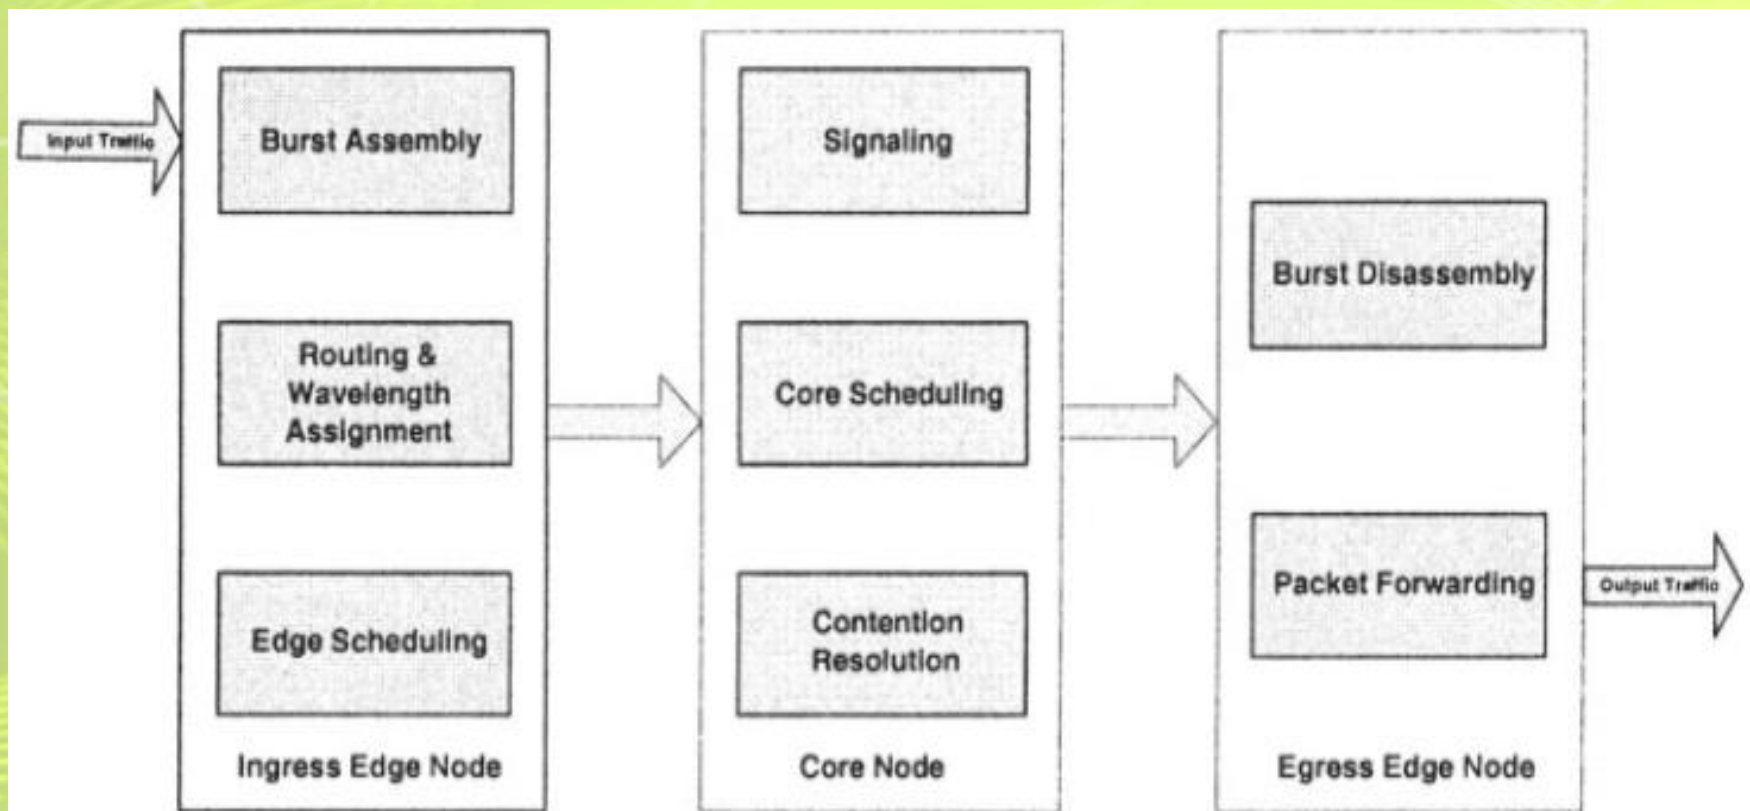 Input Traffic
Burst Assembly
Routing &
Wavelength
Assignment
Edge Scheduling
Ingress Edge Node
Signaling
Core Scheduling
Contention
Resolution
Core Node
Burst Disassembly
Packet Forwarding
Egress Edge Node
Output Traffic